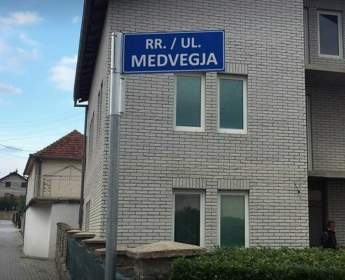 RR. / UL.
MEDVEGJA